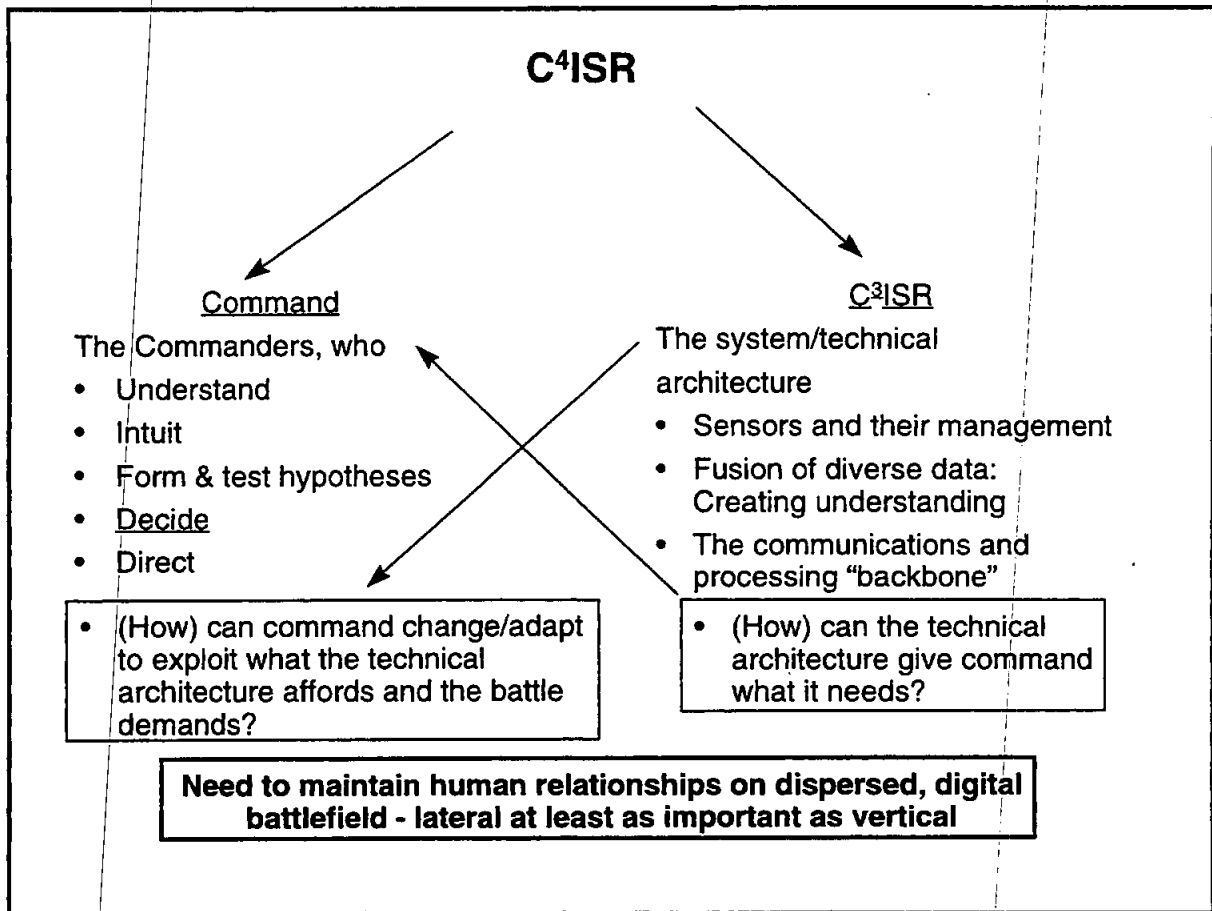 C⁴ISR
Command
The Commanders, who
• Understand
• Intuit
• Form & test hypotheses
• Decide
• Direct
• (How) can command change/adapt
to exploit what the technical
architecture affords and the battle
demands?
C³ISR
The system/technical
architecture
• Sensors and their management
• Fusion of diverse data:
Creating understanding
• The communications and
processing “backbone”
• (How) can the technical
architecture give command
what it needs?
Need to maintain human relationships on dispersed, digital
battlefield - lateral at least as important as vertical